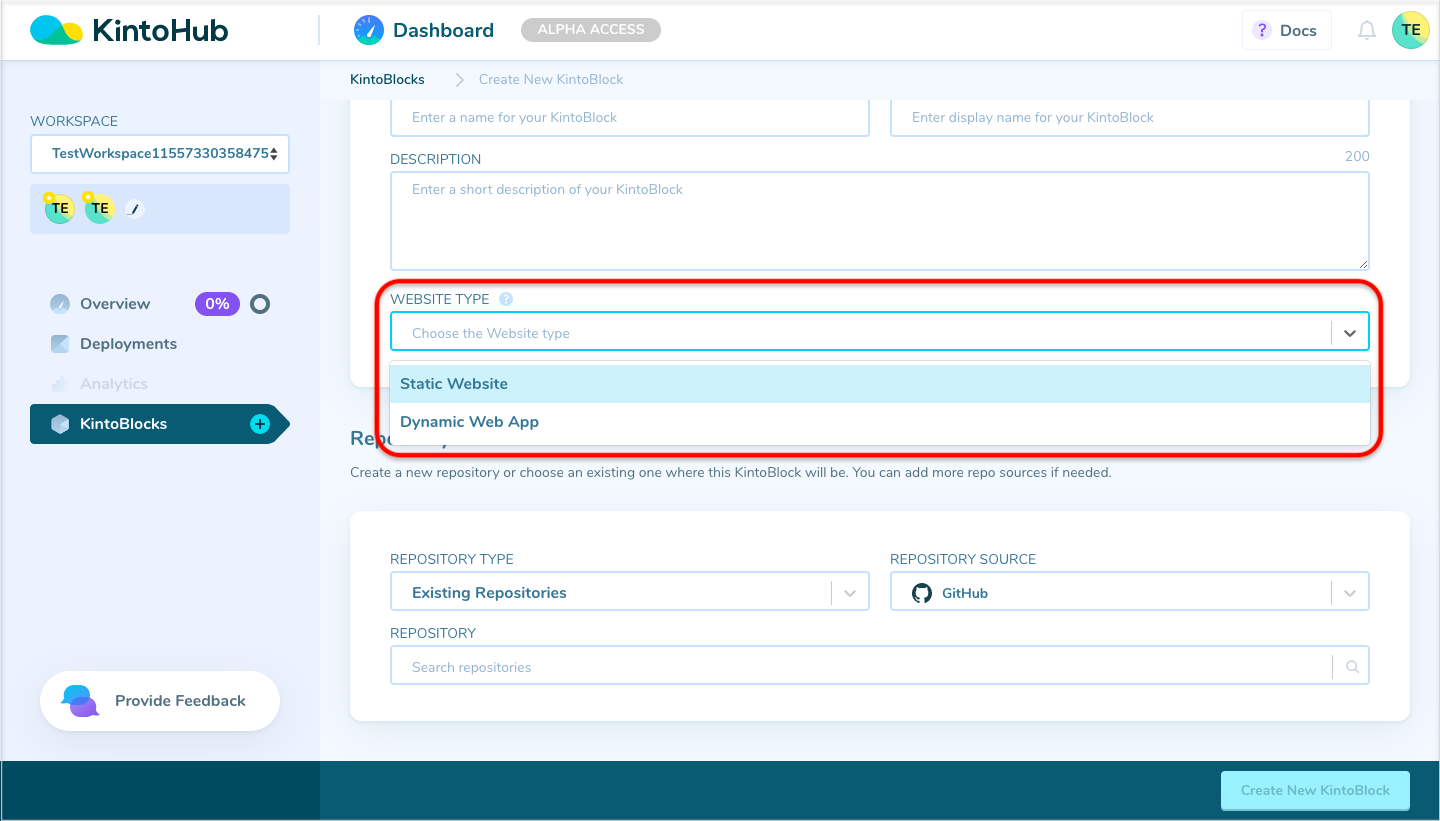 KintoHub
Dashboard
ALPHA ACCESS
? Docs
TE
KintoBlocks
Create New KintoBlock
WORKSPACE
TestWorkspace11557330358475
TE TE
Overview 0%
Deployments
Analytics
KintoBlocks
Provide Feedback
Enter a name for your KintoBlock
Enter display name for your KintoBlock
DESCRIPTION
200
Enter a short description of your KintoBlock
WEBSITE TYPE ?
Choose the Website type
Static Website
Dynamic Web App
Create a new repository or choose an existing one where this KintoBlock will be. You can add more repo sources if needed.
REPOSITORY TYPE
REPOSITORY SOURCE
Existing Repositories
GitHub
REPOSITORY
Search repositories
Create New KintoBlock